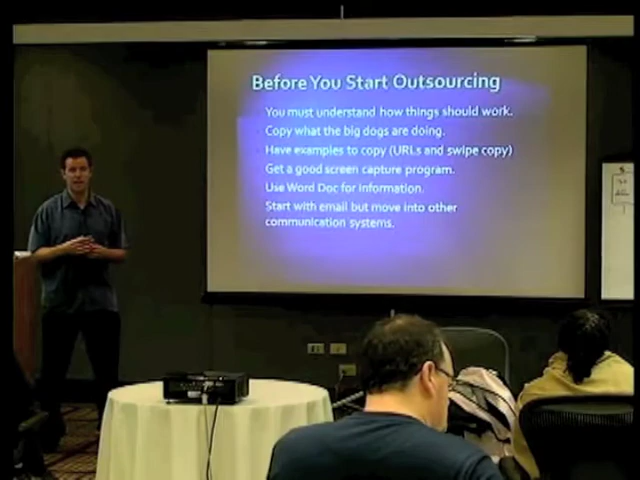 Before You Start Outsourcing
You must understand how things should work.
Copy what the big dogs are doing.
Have examples to copy (URLs and swipe copy)
Get a good screen capture program.
Use Word Doc for information.
Start with email but move into other
communication systems.